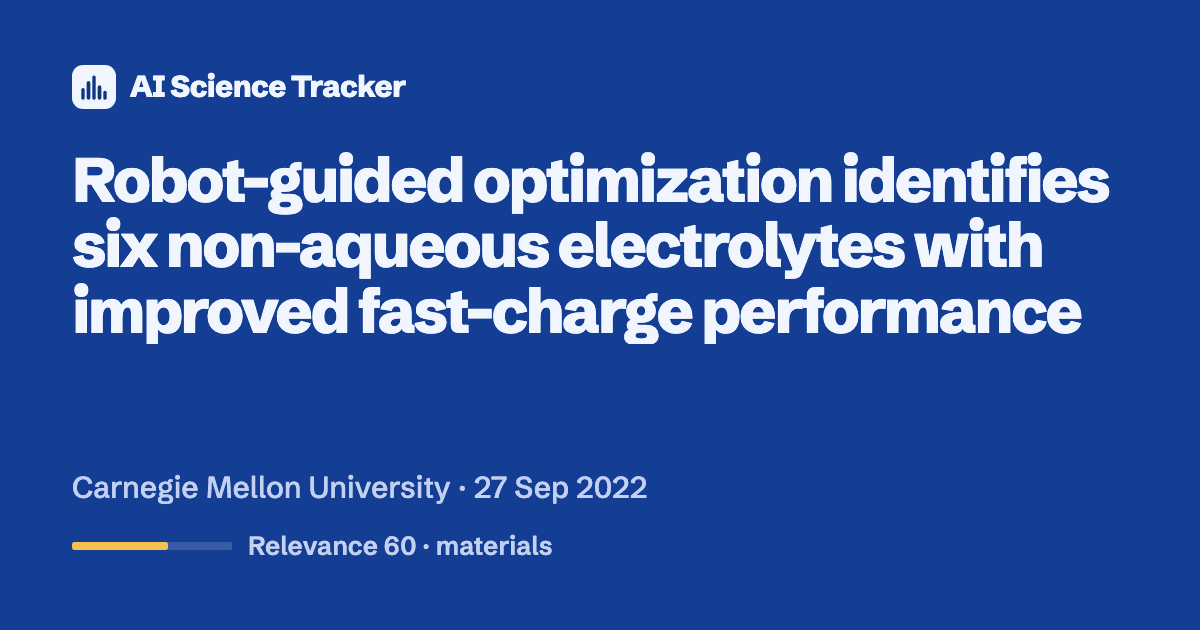 AI Science Tracker
Robot-guided optimization identifies
six non-aqueous electrolytes with
improved fast-charge performance
Carnegie Mellon University · 27 Sep 2022
Relevance 60 · materials